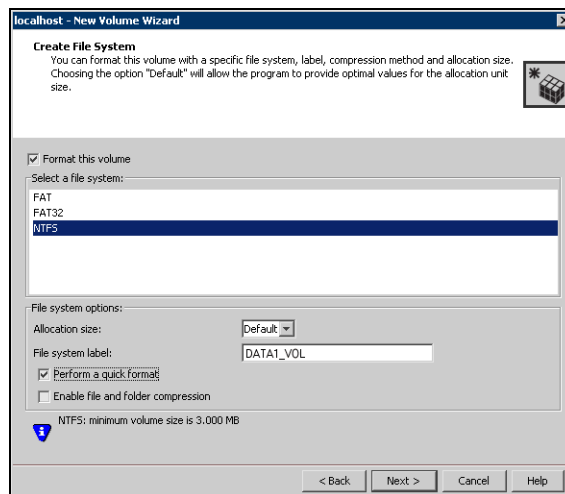 localhost - New Volume Wizard
Create File System
You can format this volume with a specific file system, label, compression method and allocation size.
Choosing the option "Default" will allow the program to provide optimal values for the allocation unit
size.
Format this volume
Select a file system:
FAT
FAT32
NTFS
File system options:
Allocation size:
Default
File system label:
DATA1_VOL
Perform a quick format
Enable file and folder compression
NTFS: minimum volume size is 3.000 MB
< Back
Next >
Cancel
Help